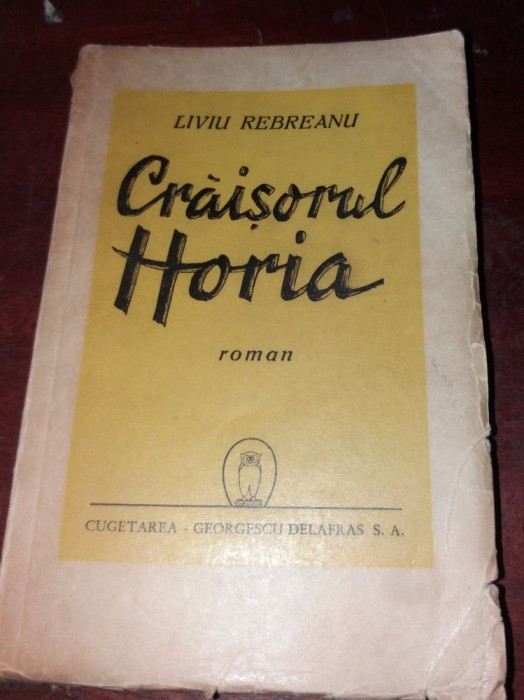 LIVIU REBREANU
Crăișorul
Horia
roman
CUGETAREA - GEORGESCU DELAFRAS S. A.